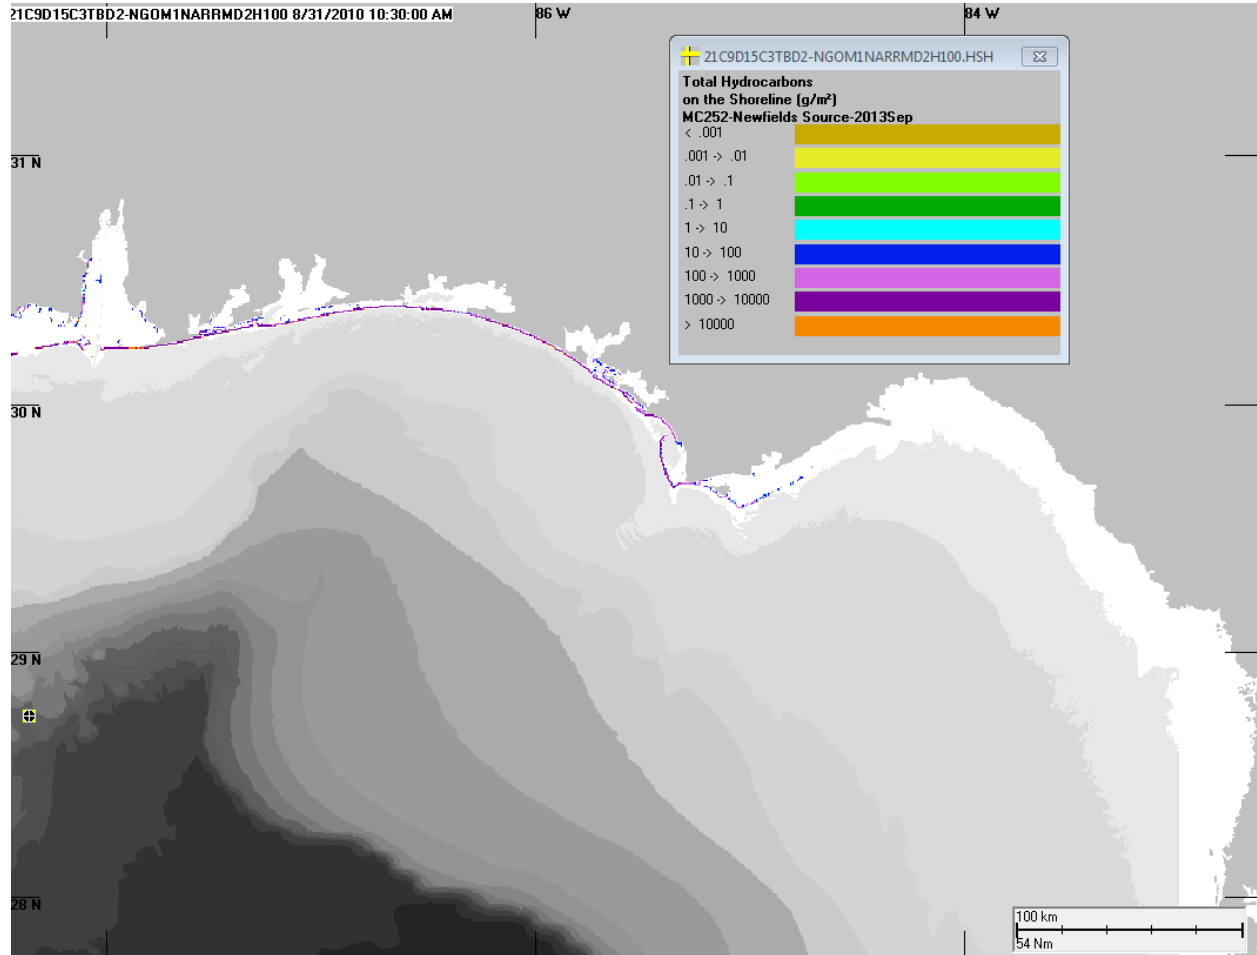 21C9D15C3TBD2-NGOM1NARRMD2H100 8/31/2010 10:30:00 AM
86 W
84 W
21C9D15C3TBD2-NGOM1NARRMD2H100.HSH
Total Hydrocarbons
on the Shoreline (g/m²)
MC252-Newfields Source-2013Sep
< .001
.001 -> .01
.01 -> .1
.1 -> 1
1 -> 10
10 -> 100
100 -> 1000
1000 -> 10000
> 10000
31 N
30 N
29 N
28 N
100 km
54 Nm